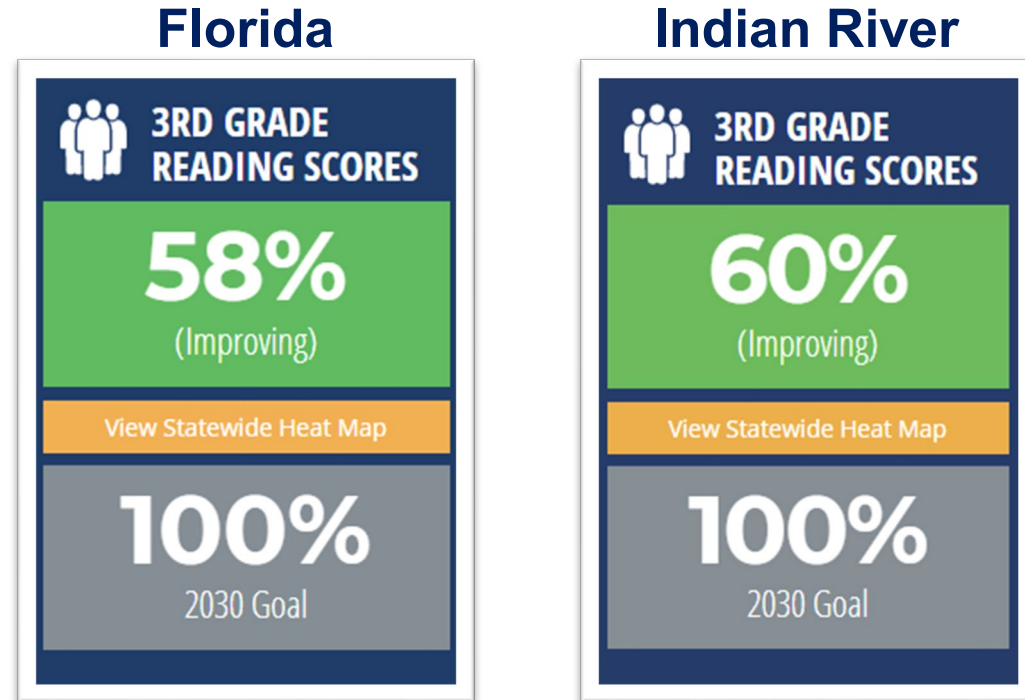 Florida
3RD GRADE
READING SCORES
58%
(Improving)
View Statewide Heat Map
100%
2030 Goal
Indian River
3RD GRADE
READING SCORES
60%
(Improving)
View Statewide Heat Map
100%
2030 Goal